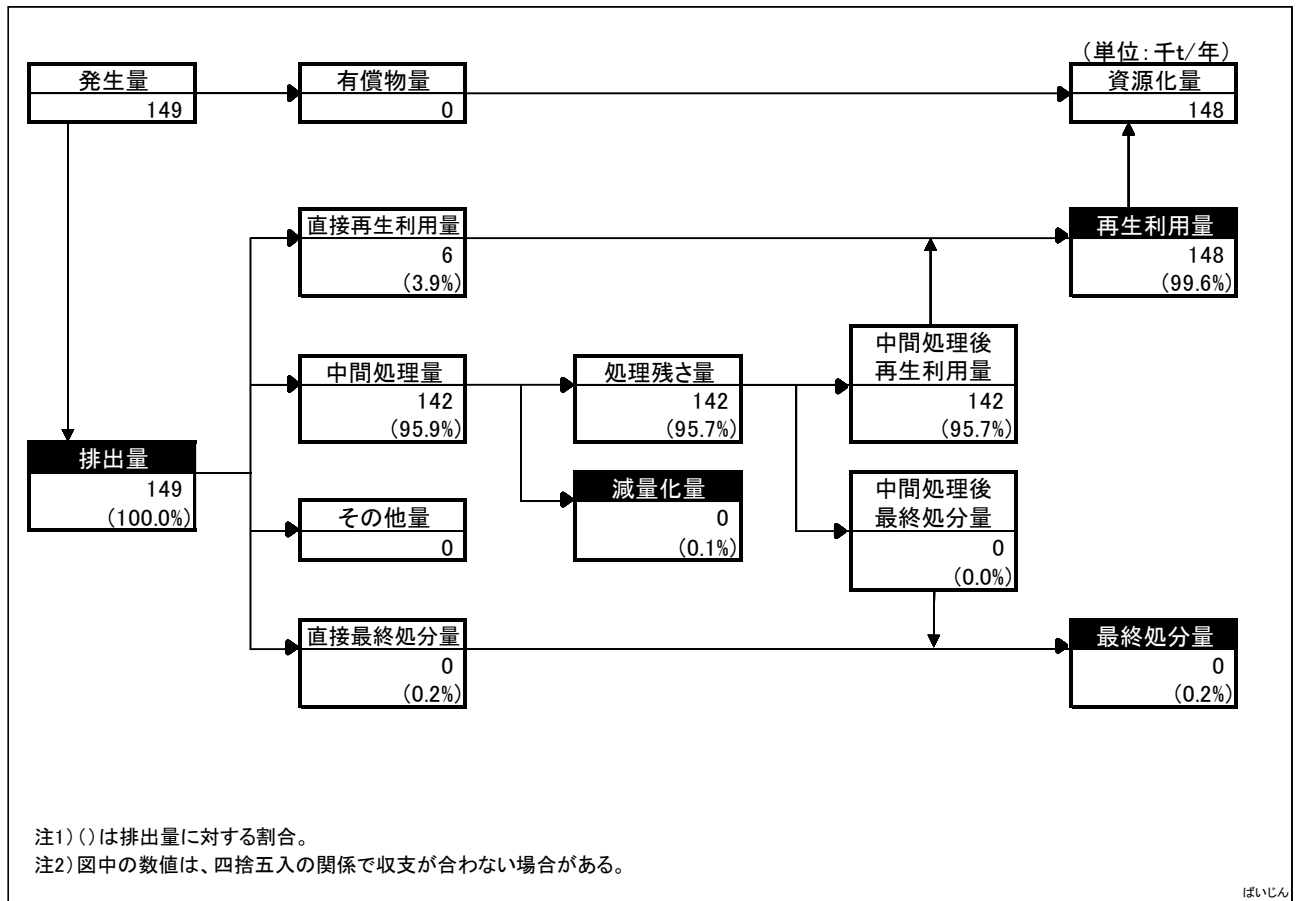 (単位:千t/年)
発生量
149
有償物量
0
資源化量
148
直接再生利用量
6
(3.9%)
再生利用量
148
(99.6%)
中間処理量
142
(95.9%)
処理残さ量
142
(95.7%)
中間処理後
再生利用量
142
(95.7%)
排出量
149
(100.0%)
減量化量
0
(0.1%)
中間処理後
最終処分量
0
(0.0%)
その他量
0
直接最終処分量
0
(0.2%)
最終処分量
0
(0.2%)
注1)()は排出量に対する割合。
注2)図中の数値は、四捨五入の関係で収支が合わない場合がある。
ばいじん